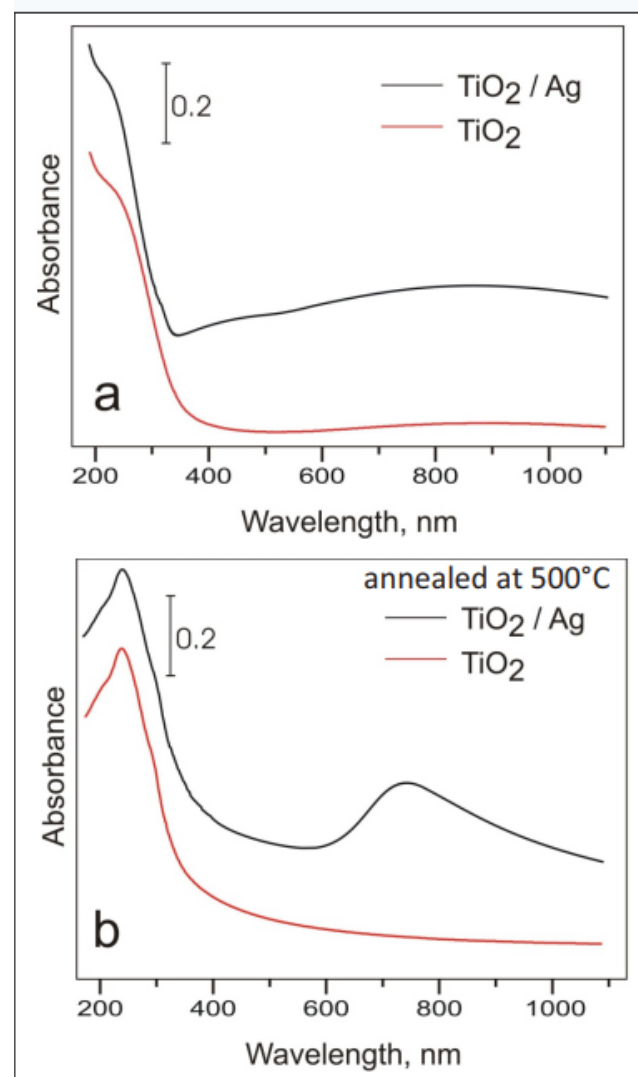 TiO2 / Ag
0.2
TiO2
Absorbance
a
200 400 600 800 1000
Wavelength, nm
annealed at 500°C
TiO2 / Ag
0.2
TiO2
Absorbance
b
200 400 600 800 1000
Wavelength, nm